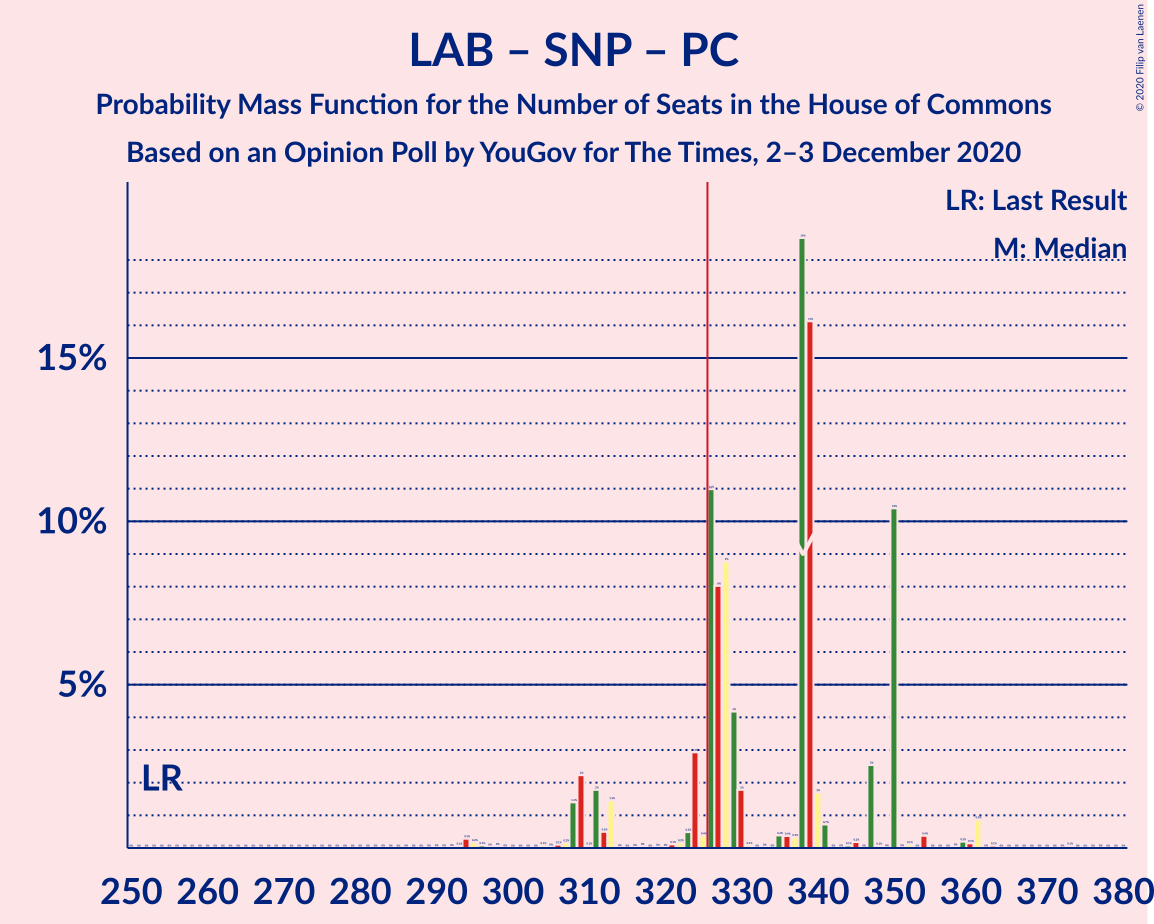 LAB – SNP – PC
Probability Mass Function for the Number of Seats in the House of Commons
Based on an Opinion Poll by YouGov for The Times, 2–3 December 2020
© 2020 Filip van Laenen
LR: Last Result
M: Median
15%
10%
5%
LR
250 260 270 280 290 300 310 320 330 340 350 360 370 380